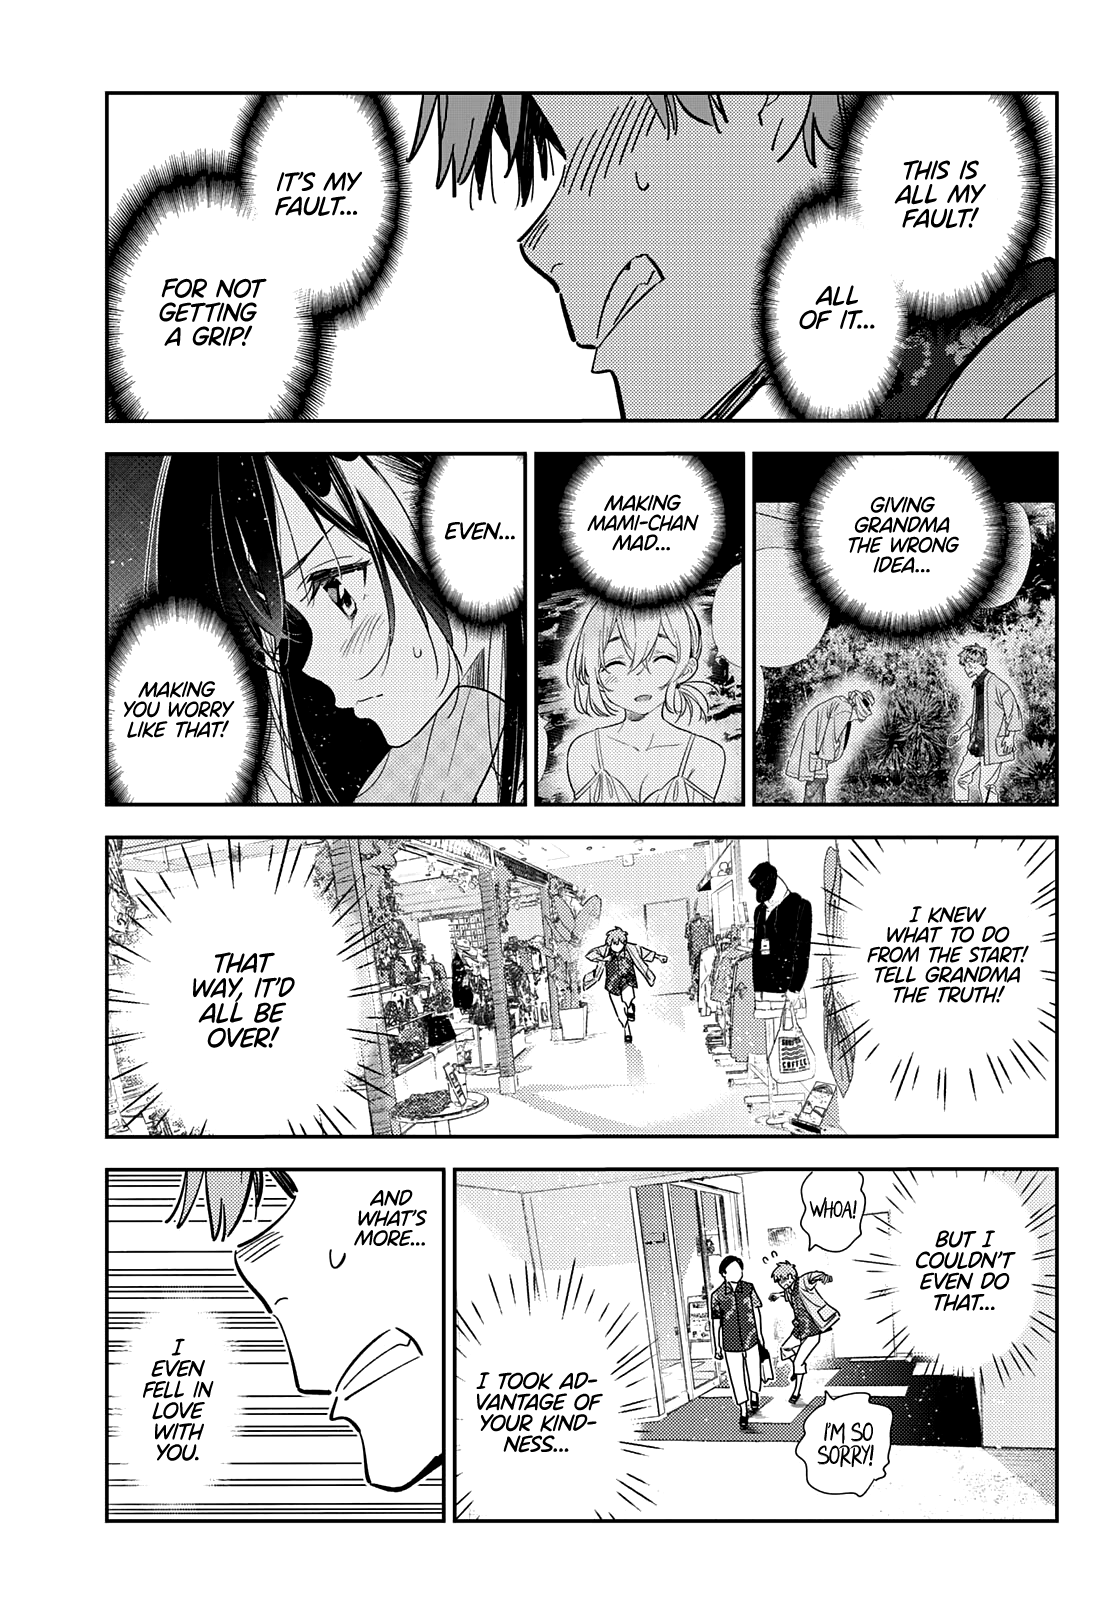 THIS IS
ALL MY
FAULT!
ALL
OF IT...
IT'S MY
FAULT...
FOR NOT
GETTING
A GRIP!
GIVING
GRANDMA
THE WRONG
IDEA...
MAKING
MAMI-CHAN
MAD...
EVEN...
MAKING
YOU WORRY
LIKE THAT!
I KNEW
WHAT TO DO
FROM THE START!
TELL GRANDMA
THE TRUTH!
THAT
WAY, IT'D
ALL BE
OVER!
COFFEE
BUT I
COULDN'T
EVEN DO
THAT...
WHOA!
I'M SO
SORRY!
I TOOK AD-
VANTAGE OF
YOUR KIND-
NESS...
AND
WHAT'S
MORE...
I
EVEN
FELL IN
LOVE
WITH
YOU.